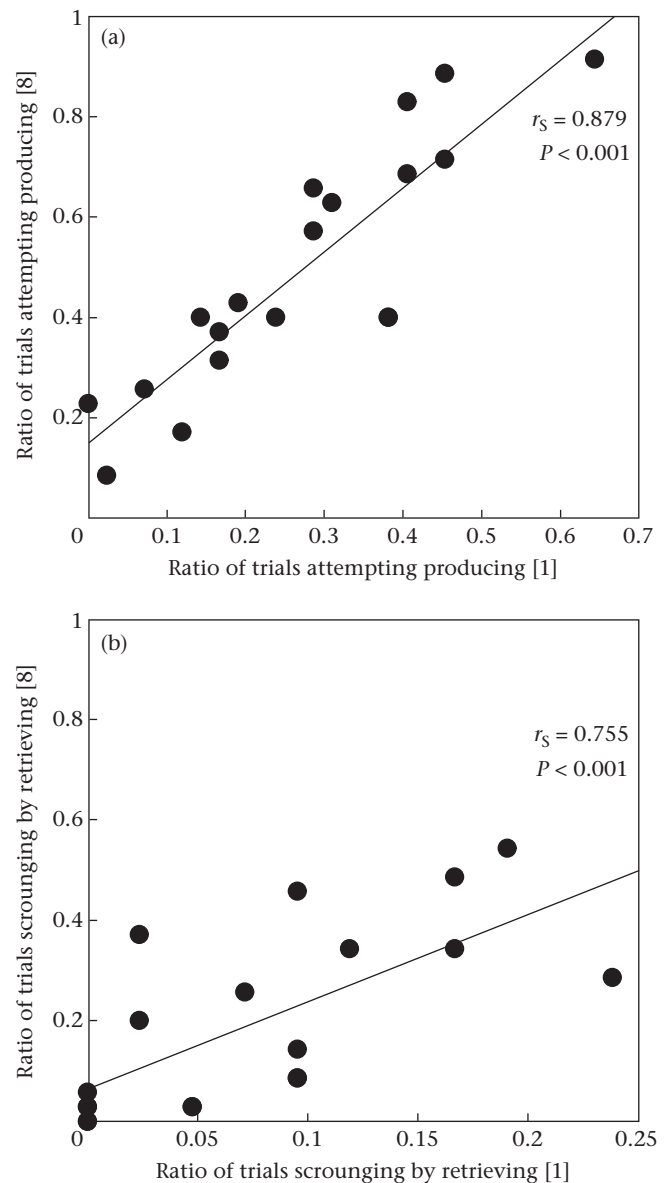 (a)
1
0.8
0.6
0.4
0.2
0
r_S = 0.879
P < 0.001
Ratio of trials attempting producing [8]
0.1
0.2
0.3
0.4
0.5
0.6
0.7
Ratio of trials attempting producing [1]
(b)
1
0.8
0.6
0.4
0.2
0
r_S = 0.755
P < 0.001
Ratio of trials scrounging by retrieving [8]
0.05
0.1
0.15
0.2
0.25
Ratio of trials scrounging by retrieving [1]